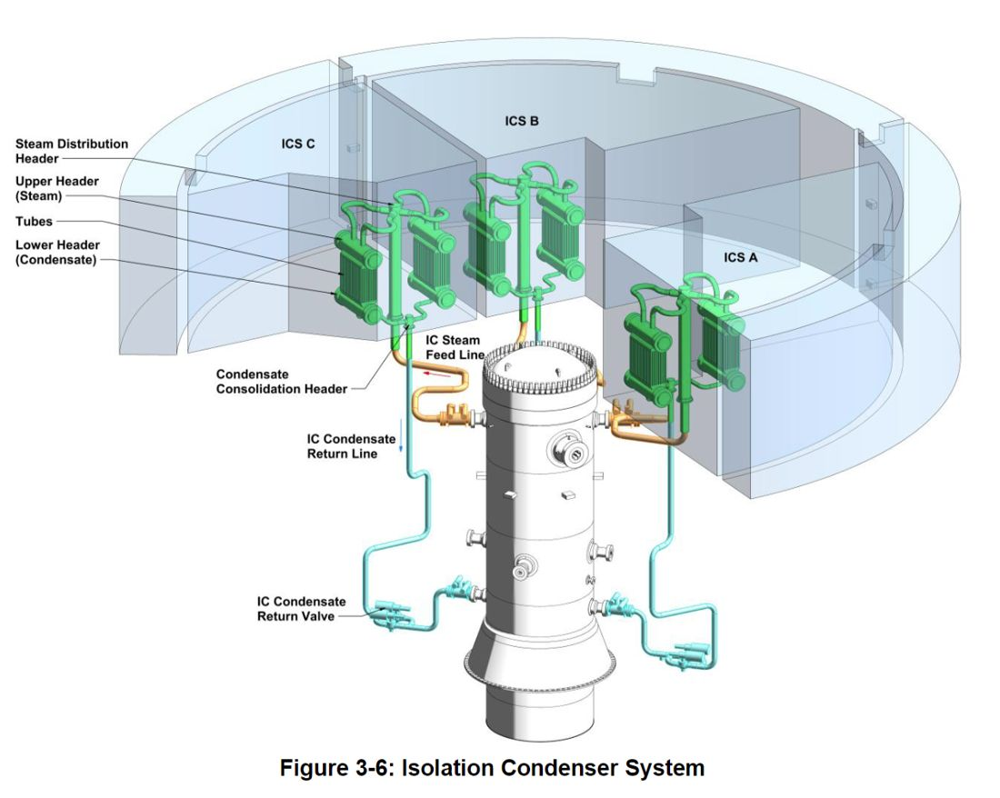 ICS B
ICS C
Steam Distribution
Header
Upper Header
(Steam)
Tubes
Lower Header
(Condensate)
ICS A
IC Steam
Feed Line
Condensate
Consolidation Header
IC Condensate
Return Line
IC Condensate
Return Valve
Figure 3-6: Isolation Condenser System